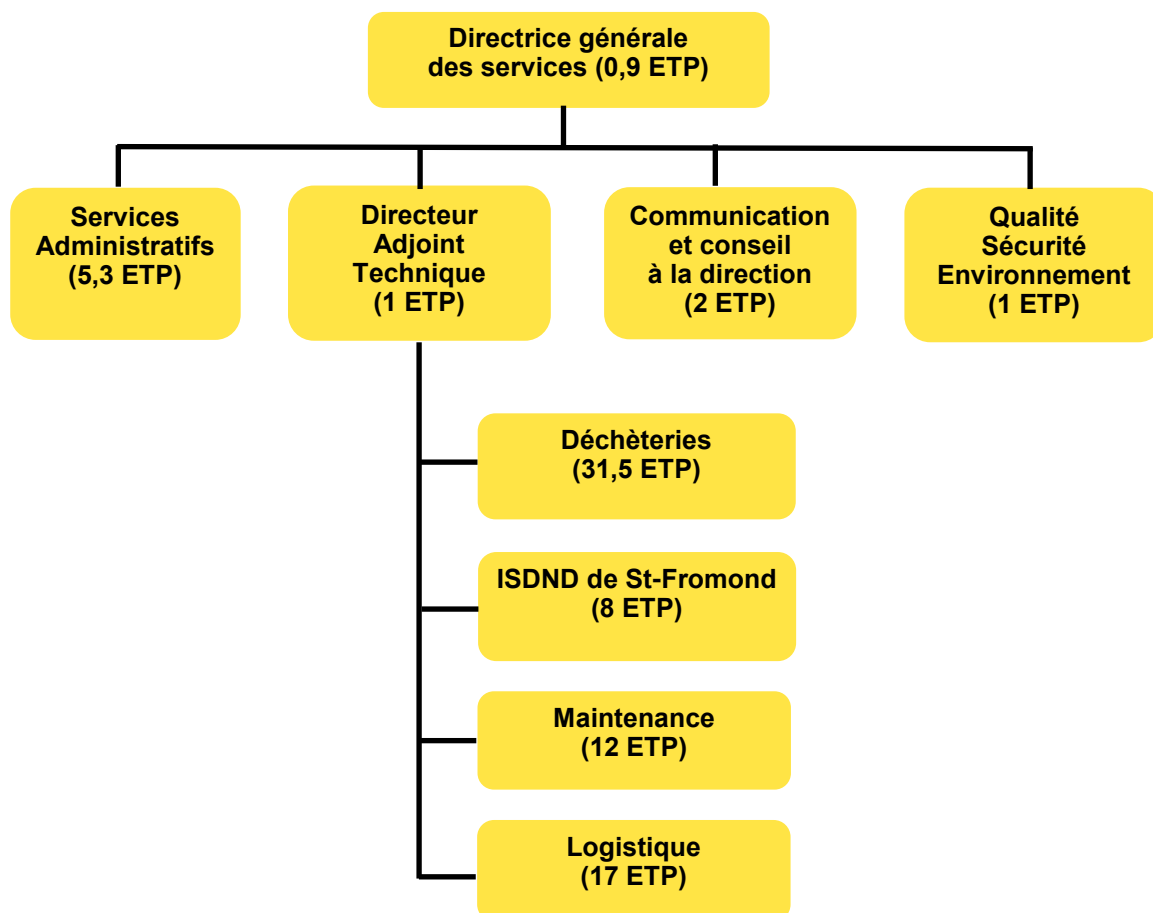 Directrice générale
des services (0,9 ETP)
Services
Administratifs
(5,3 ETP)
Directeur
Adjoint
Technique
(1 ETP)
Communication
et conseil
à la direction
(2 ETP)
Qualité
Sécurité
Environnement
(1 ETP)
Déchèteries
(31,5 ETP)
ISDND de St-Fromond
(8 ETP)
Maintenance
(12 ETP)
Logistique
(17 ETP)